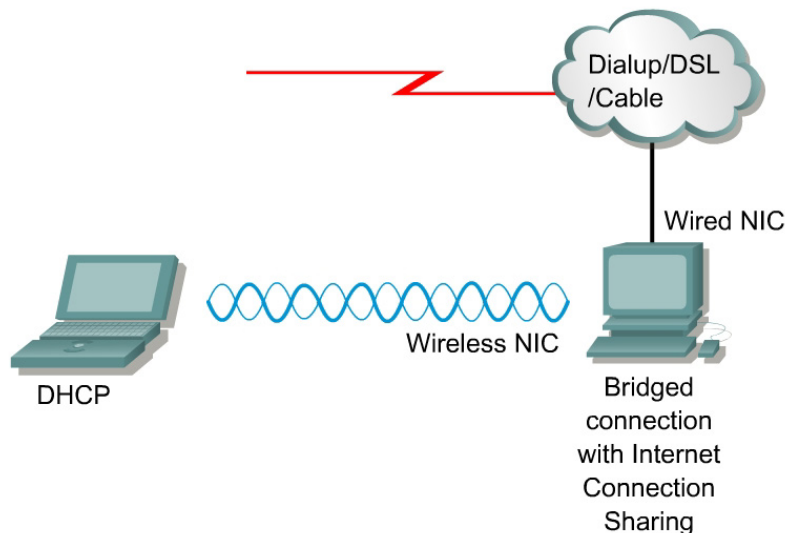 Dialup/DSL
/Cable
Wired NIC
Wireless NIC
DHCP
Bridged
connection
with Internet
Connection
Sharing